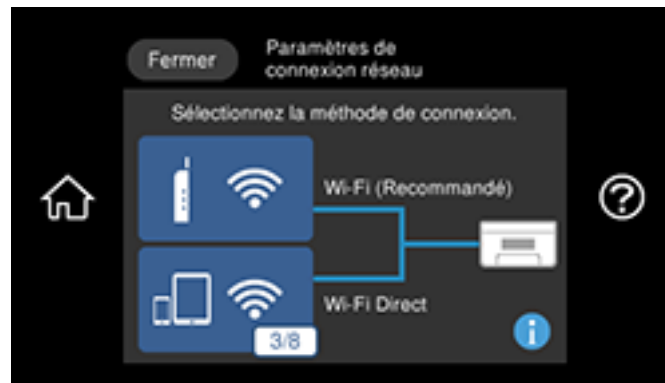 Fermer
Paramètres de
connexion réseau
Sélectionnez la méthode de connexion.
Wi-Fi (Recommandé)
Wi-Fi Direct
3/8